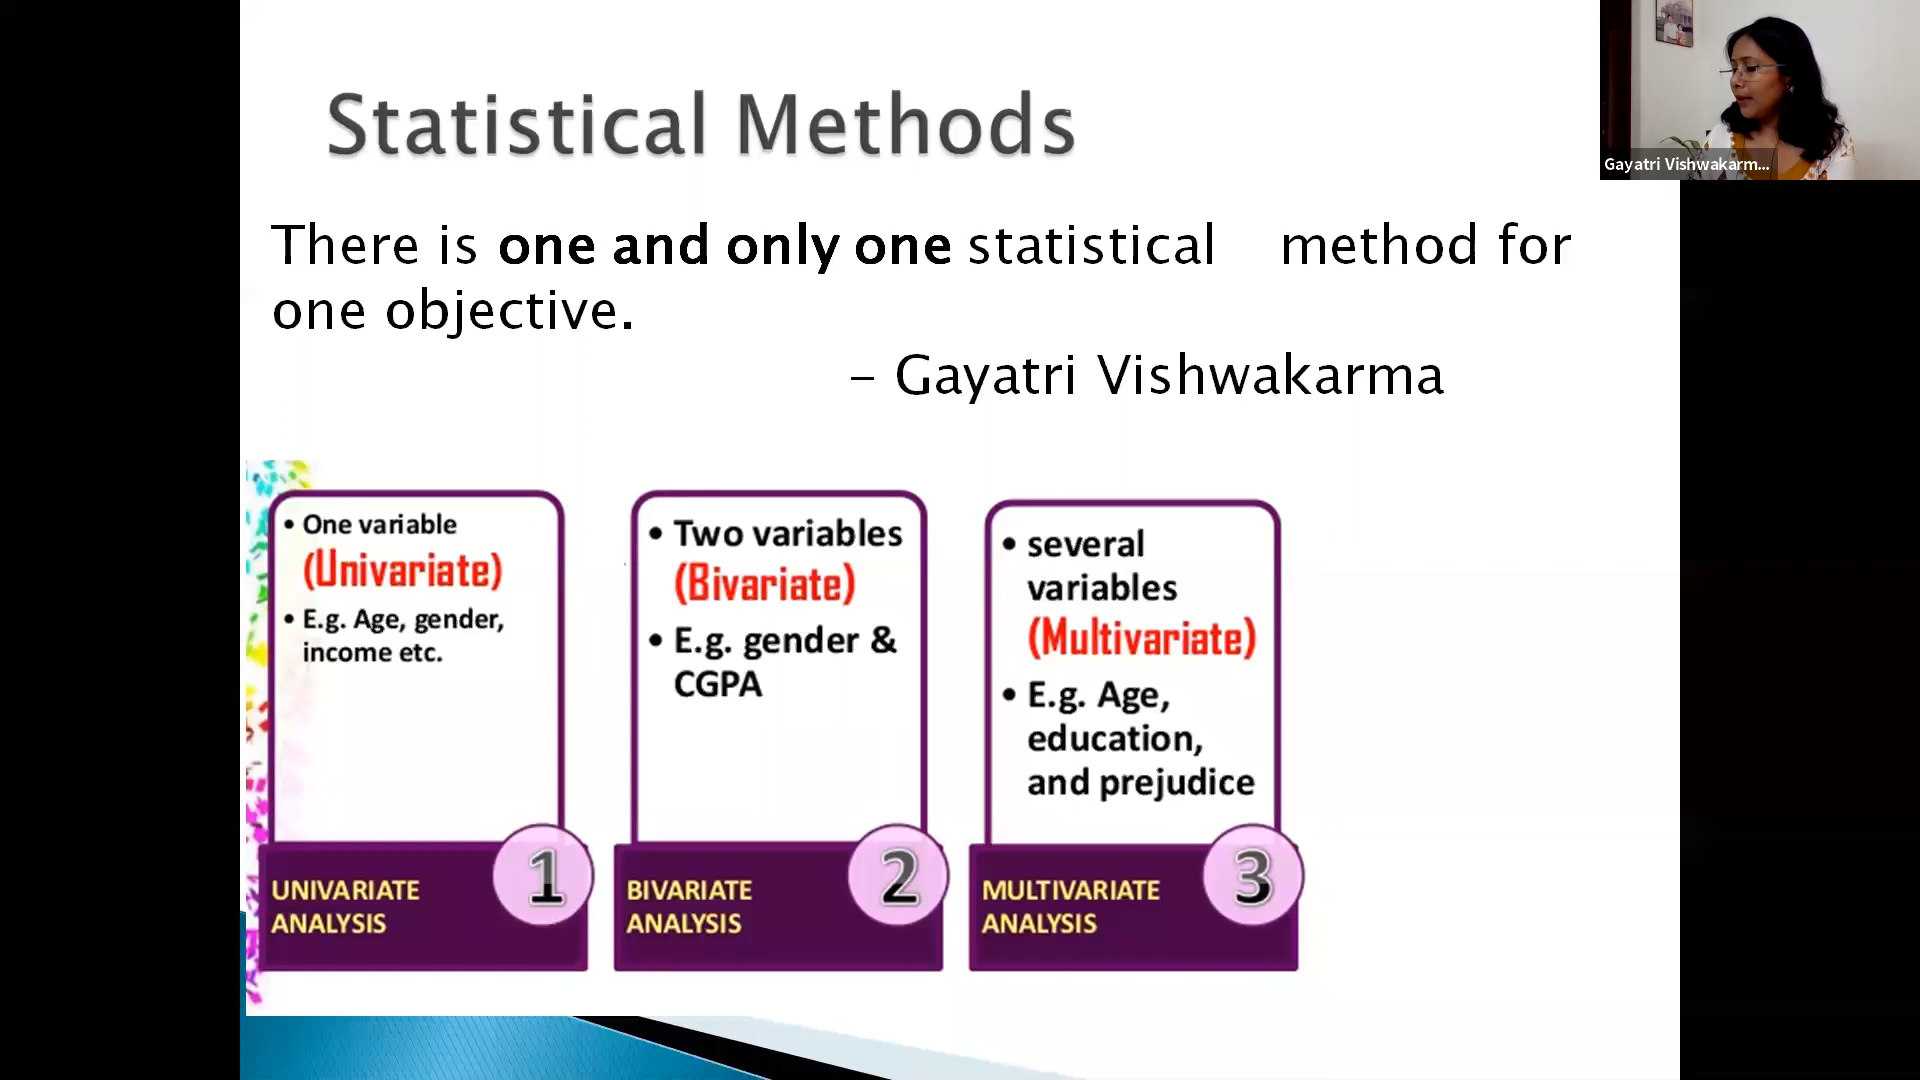 Statistical Methods
Gayatri Vishwakarm...
There is one and only one statistical method for
one objective.
– Gayatri Vishwakarma
• One variable
(Univariate)
• E.g. Age, gender,
income etc.
UNIVARIATE
ANALYSIS
1
• Two variables
(Bivariate)
• E.g. gender &
CGPA
BIVARIATE
ANALYSIS
2
• several
variables
(Multivariate)
• E.g. Age,
education,
and prejudice
MULTIVARIATE
ANALYSIS
3